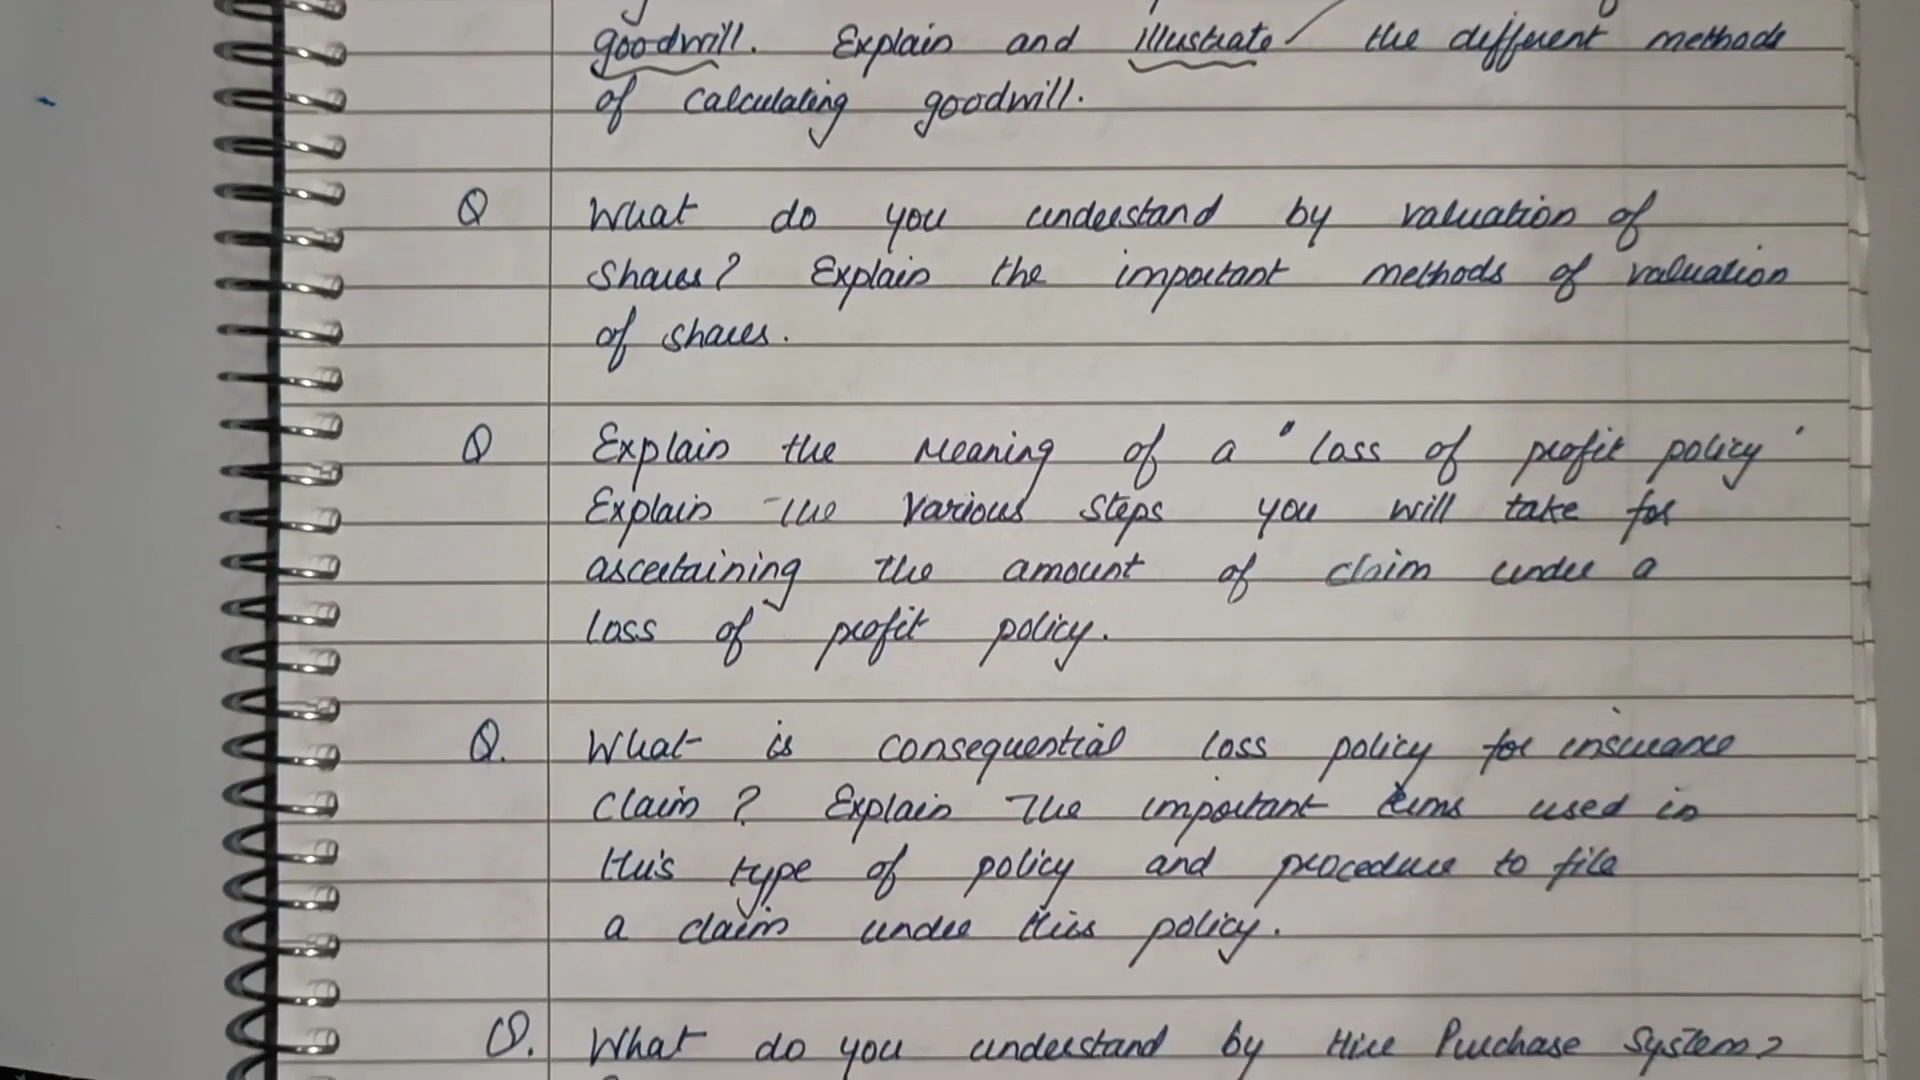 goodwill. Explain and illustrate the different methods
of calculating goodwill.
Q What do you understand by valuation of
shares? Explain the important methods of valuation
of shares.
Q Explain the meaning of a "loss of profit policy'
Explain the various steps you will take for
ascertaining the amount of claim under a
loss of profit policy.
Q. What is consequential loss policy for insurance
claim? Explain The important terms used in
this type of policy and procedure to file
a claim under this policy.
Q. What do you understand by Hire Purchase System?